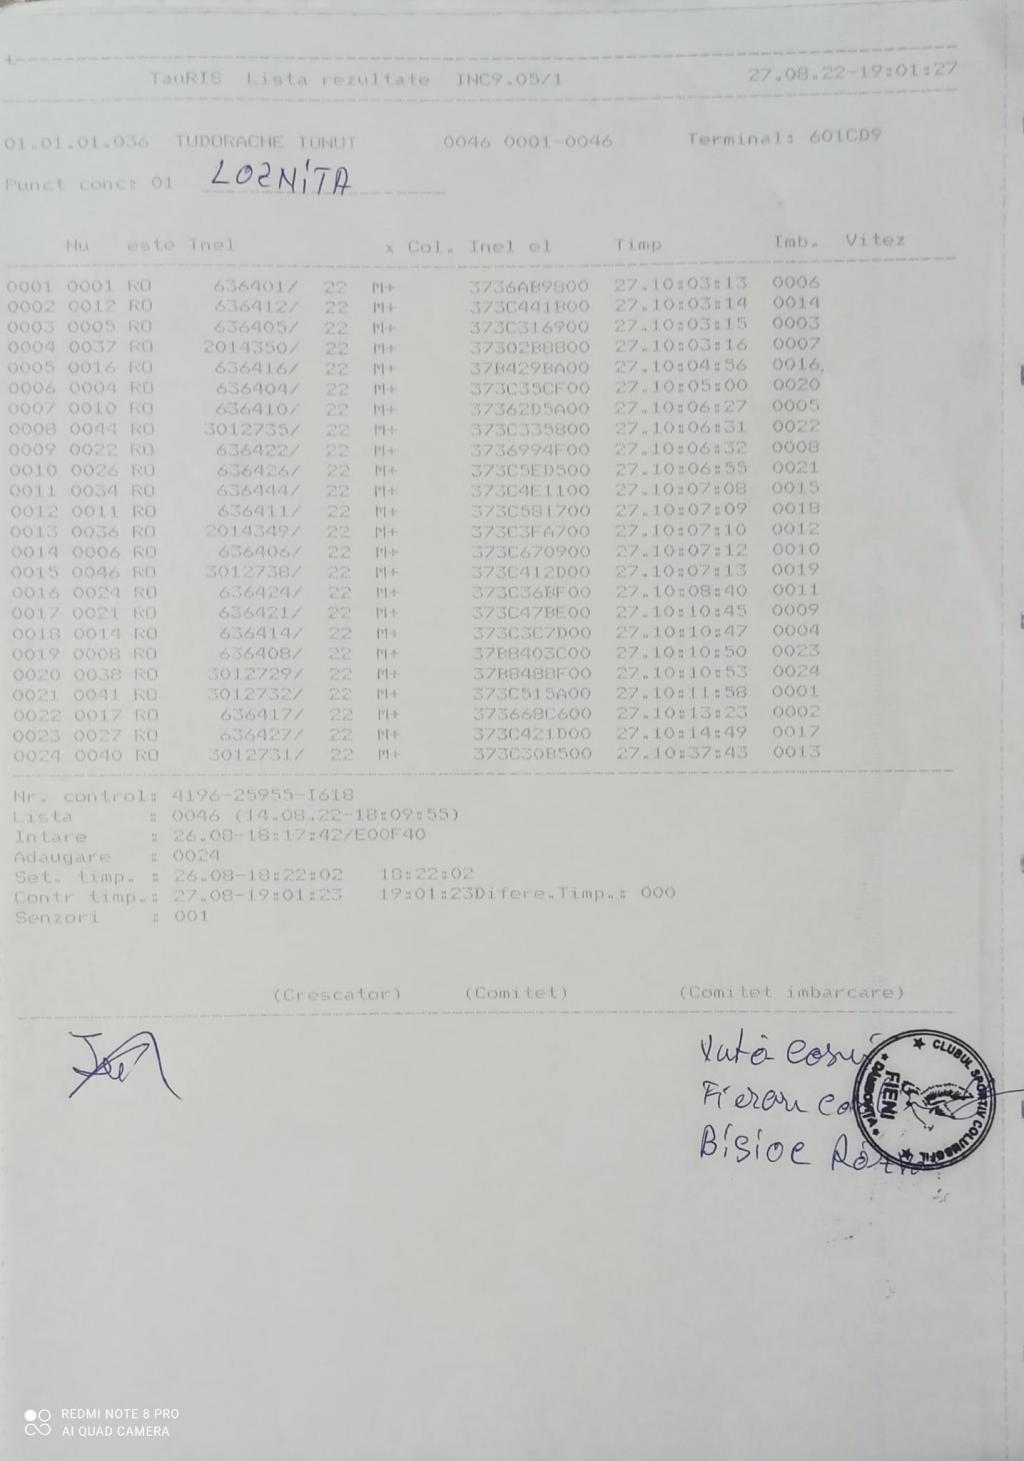 TauRIS Lista rezultate INC9.05/1 27.08.22-19:01:27
01.01.01.036 TUDORACHE IONUT 0046 0001-0046 Terminal: 601CD9
Punct conc: 01 LOZNITA
Nu este Inel x Col. Inel el Timp Imb. Vitez
0001 0001 RO 636401/ 22 M+ 3736AB9800 27.10:03:13 0006
0002 0012 RO 636412/ 22 M+ 373C441B00 27.10:03:14 0014
0003 0005 RO 636405/ 22 M+ 373C316900 27.10:03:15 0003
0004 0037 RO 2014350/ 22 M+ 37302B8800 27.10:03:16 0007
0005 0016 RO 636416/ 22 M+ 37B429BA00 27.10:04:56 0016
0006 0004 RO 636404/ 22 M+ 373C35CF00 27.10:05:00 0020
0007 0010 RO 636410/ 22 M+ 37362D5A00 27.10:06:27 0005
0008 0044 RO 3012735/ 22 M+ 373C335800 27.10:06:31 0022
0009 0022 RO 636422/ 22 M+ 3736994F00 27.10:06:32 0008
0010 0026 RO 636426/ 22 M+ 373C5ED500 27.10:06:55 0021
0011 0034 RO 636444/ 22 M+ 373C4E1100 27.10:07:08 0015
0012 0011 RO 636411/ 22 M+ 373C581700 27.10:07:09 0018
0013 0036 RO 2014349/ 22 M+ 373C3FA700 27.10:07:10 0012
0014 0006 RO 636406/ 22 M+ 373C670900 27.10:07:12 0010
0015 0046 RO 3012738/ 22 M+ 373C412D00 27.10:07:13 0019
0016 0024 RO 636424/ 22 M+ 373C36BF00 27.10:08:40 0011
0017 0021 RO 636421/ 22 M+ 373C47BE00 27.10:10:45 0009
0018 0014 RO 636414/ 22 M+ 373C3C7D00 27.10:10:47 0004
0019 0008 RO 636408/ 22 M+ 37B8403C00 27.10:10:50 0023
0020 0038 RO 3012729/ 22 M+ 37B8488F00 27.10:10:53 0024
0021 0041 RO 3012732/ 22 M+ 373C515A00 27.10:11:58 0001
0022 0017 RO 636417/ 22 M+ 373668C600 27.10:13:23 0002
0023 0027 RO 636427/ 22 M+ 373C421D00 27.10:14:49 0017
0024 0040 RO 3012731/ 22 M+ 373C30B500 27.10:37:43 0013
Nr. control: 4196-25955-I618
Lista : 0046 (14.08.22-18:09:55)
Intare : 26.08-18:17:42/E00F40
Adaugare : 0024
Set. timp. : 26.08-18:22:02 18:22:02
Contr timp.: 27.08-19:01:23 19:01:23Difere.Timp.: 000
Senzori : 001
(Crescator) (Comitet) (Comitet imbarcare)
CLUBUL SPORTIV COLUMBOFIL
FIENI
DAMBOVITA
REDMI NOTE 8 PRO
AI QUAD CAMERA